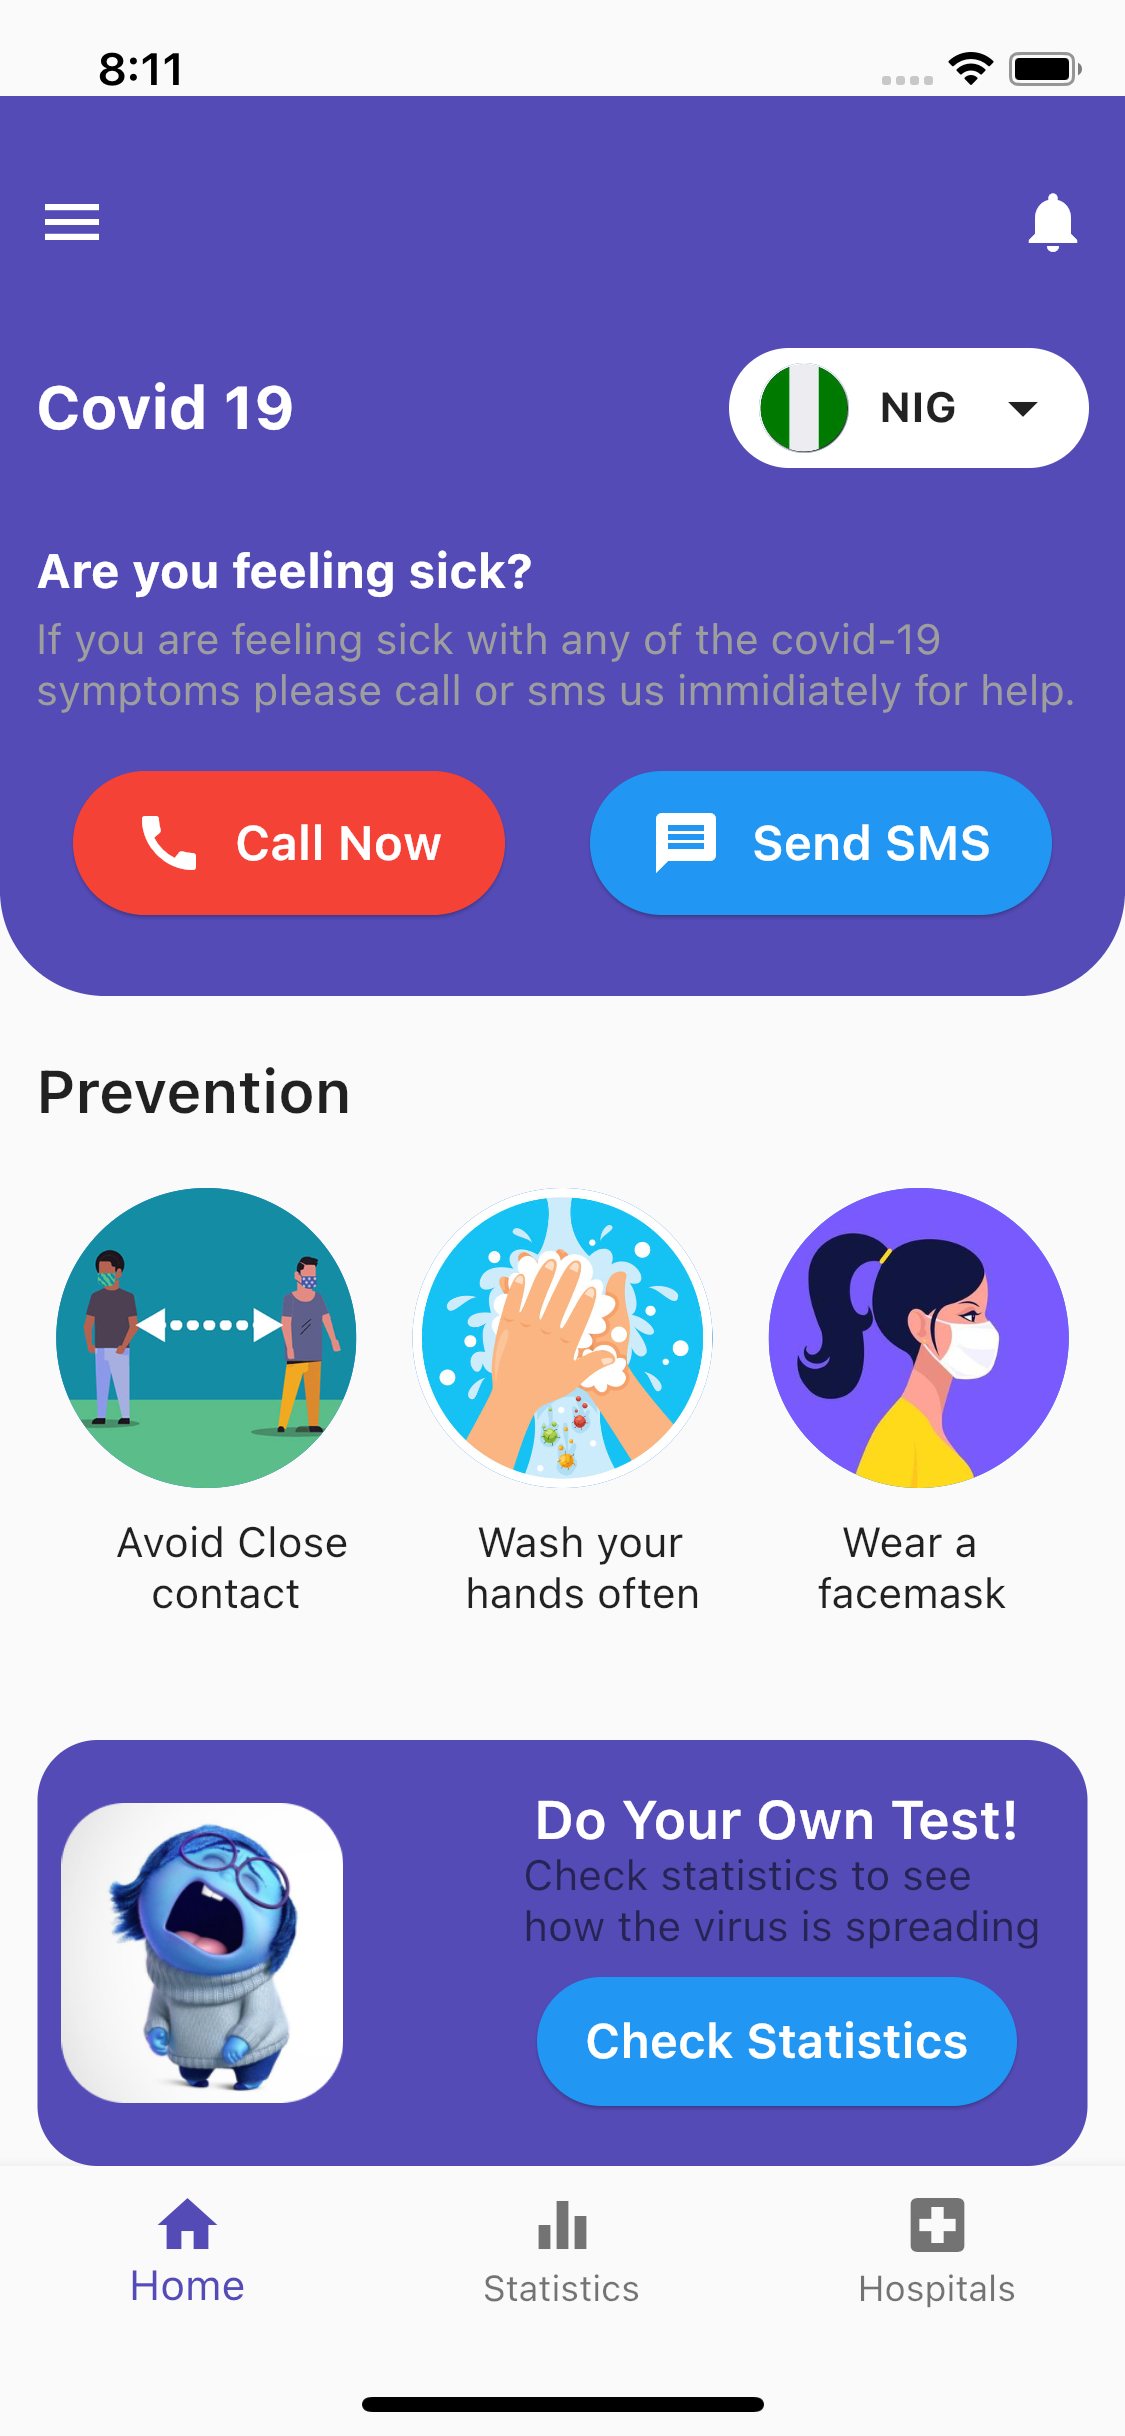 8:11
Covid 19
NIG
Are you feeling sick?
If you are feeling sick with any of the covid-19
symptoms please call or sms us immidiately for help.
Call Now
Send SMS
Prevention
Avoid Close
contact
Wash your
hands often
Wear a
facemask
Do Your Own Test!
Check statistics to see
how the virus is spreading
Check Statistics
Home
Statistics
Hospitals